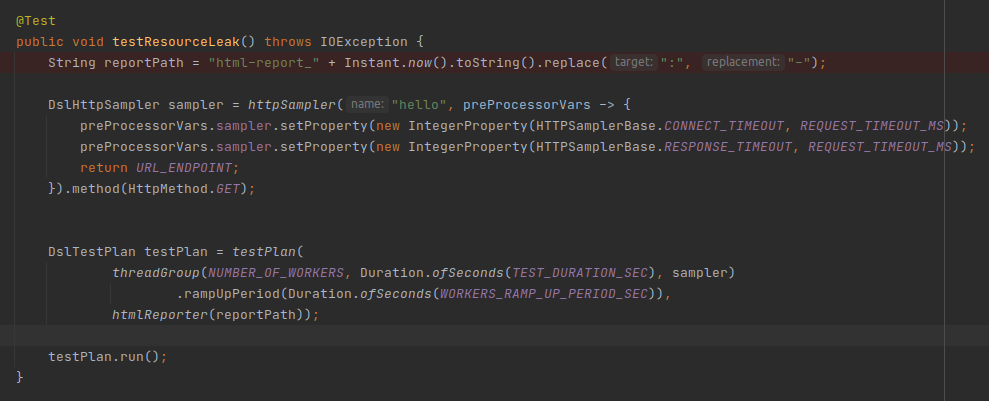 @Test
public void testResourceLeak() throws IOException {
String reportPath = "html-report_" + Instant.now().toString().replace( target: ":", replacement: "-");
DslHttpSampler sampler = httpSampler( name: "hello", preProcessorVars -> {
preProcessorVars.sampler.setProperty(new IntegerProperty(HTTPSamplerBase.CONNECT_TIMEOUT, REQUEST_TIMEOUT_MS));
preProcessorVars.sampler.setProperty(new IntegerProperty(HTTPSamplerBase.RESPONSE_TIMEOUT, REQUEST_TIMEOUT_MS));
return URL_ENDPOINT;
}).method(HttpMethod.GET);
DslTestPlan testPlan = testPlan(
threadGroup(NUMBER_OF_WORKERS, Duration.ofSeconds(TEST_DURATION_SEC), sampler)
.rampUpPeriod(Duration.ofSeconds(WORKERS_RAMP_UP_PERIOD_SEC)),
htmlReporter(reportPath));
testPlan.run();
}